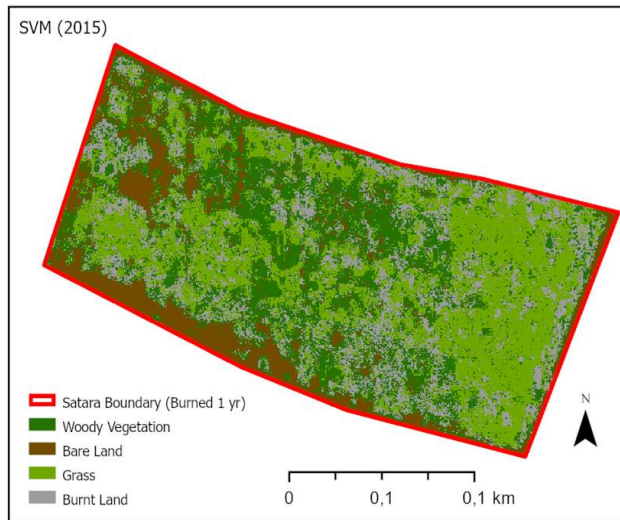 SVM (2015)
Satara Boundary (Burned 1 yr)
Woody Vegetation
Bare Land
Grass
Burnt Land
N
0 0,1 0,1 km